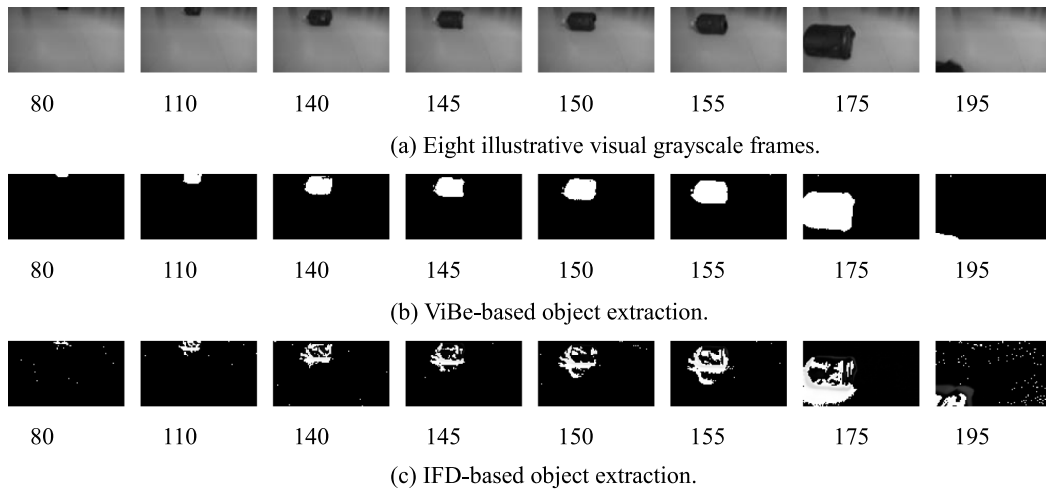 80 110 140 145 150 155 175 195
(a) Eight illustrative visual grayscale frames.
80 110 140 145 150 155 175 195
(b) ViBe-based object extraction.
80 110 140 145 150 155 175 195
(c) IFD-based object extraction.